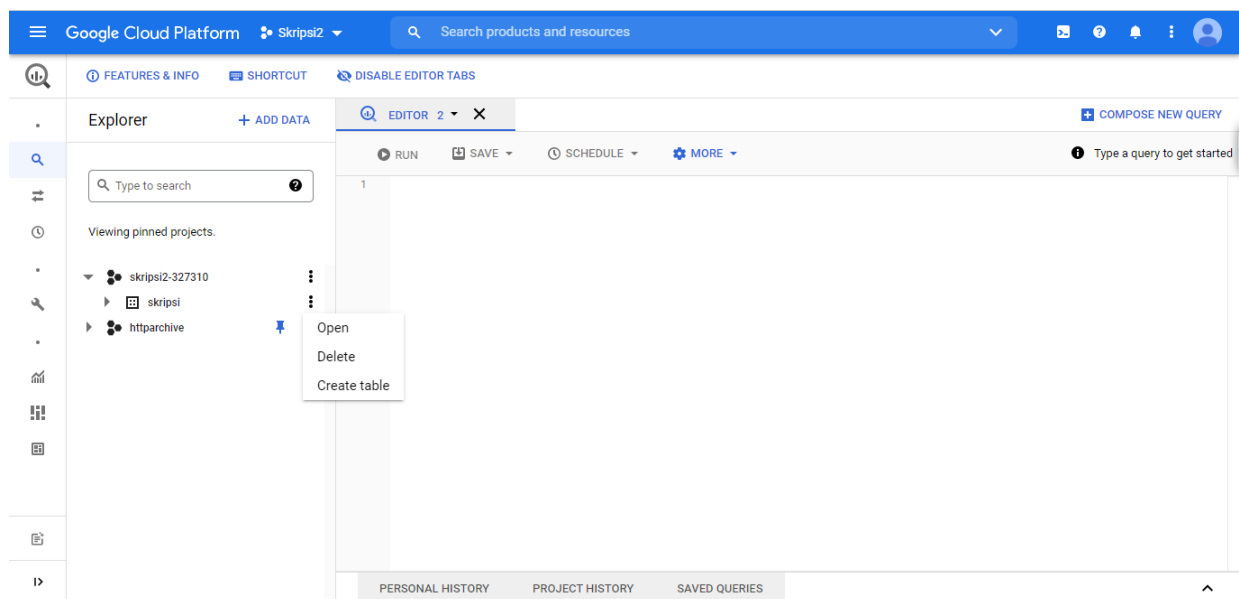 Google Cloud Platform Skripsi2 Search products and resources
FEATURES & INFO SHORTCUT DISABLE EDITOR TABS
Explorer + ADD DATA
EDITOR 2
COMPOSE NEW QUERY
RUN SAVE SCHEDULE MORE
Type a query to get started
Type to search
1
Viewing pinned projects.
skripsi2-327310
skripsi
httparchive
Open
Delete
Create table
PERSONAL HISTORY PROJECT HISTORY SAVED QUERIES